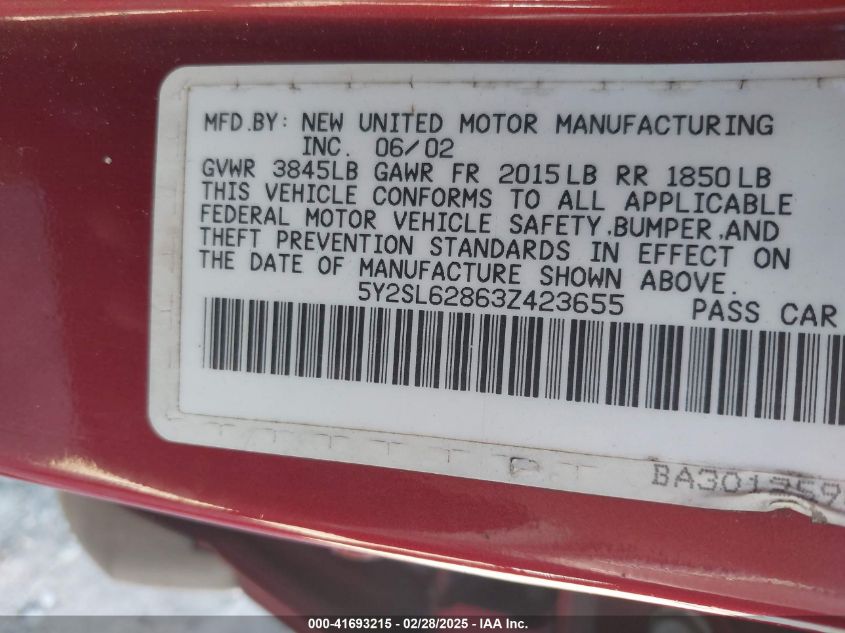 MFD.BY: NEW UNITED MOTOR MANUFACTURING
INC. 06/02
GVWR 3845LB GAWR FR 2015LB RR 1850LB
THIS VEHICLE CONFORMS TO ALL APPLICABLE
FEDERAL MOTOR VEHICLE SAFETY,BUMPER,AND
THEFT PREVENTION STANDARDS IN EFFECT ON
THE DATE OF MANUFACTURE SHOWN ABOVE.
5Y2SL62863Z423655 PASS CAR
000-41693215 - 02/28/2025 - IAA Inc.